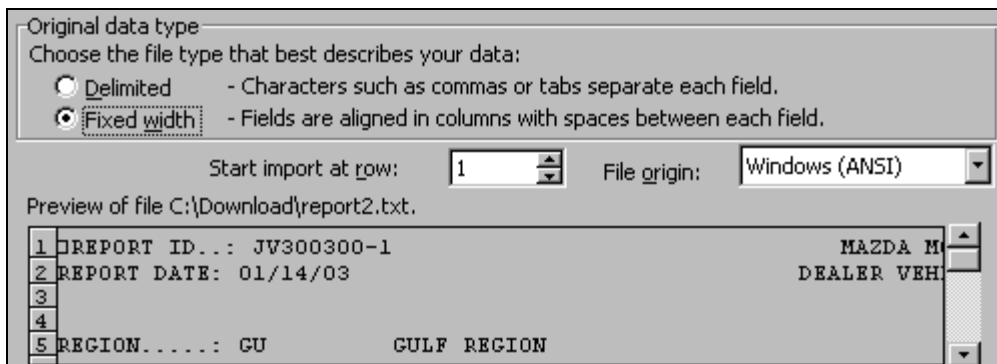 Original data type
Choose the file type that best describes your data:
Delimited - Characters such as commas or tabs separate each field.
Fixed width - Fields are aligned in columns with spaces between each field.
Start import at row: 1 File origin: Windows (ANSI)
Preview of file C:\Download\report2.txt.
1 □REPORT ID..: JV300300-1 MAZDA M
2 REPORT DATE: 01/14/03 DEALER VEH
3
4
5 REGION.....: GU GULF REGION